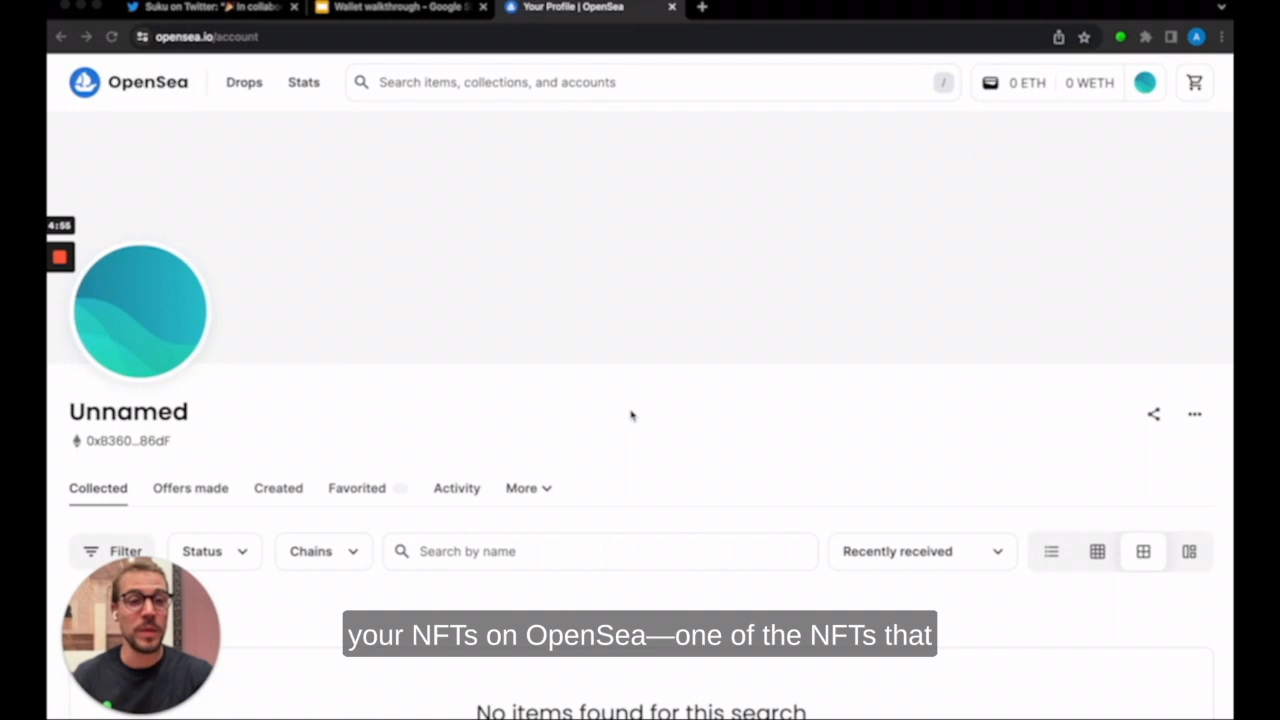 Suku on Twitter: "🎉 In collabo
Wallet walkthrough – Google S
Your Profile | OpenSea
opensea.io/account
A
OpenSea
Drops
Stats
Search items, collections, and accounts
/
0 ETH
0 WETH
4:55
Unnamed
0xB360...86dF
Collected
Offers made
Created
Favorited
Activity
More
Filter
Status
Chains
Search by name
Recently received
your NFTs on OpenSea—one of the NFTs that
No items found for this search